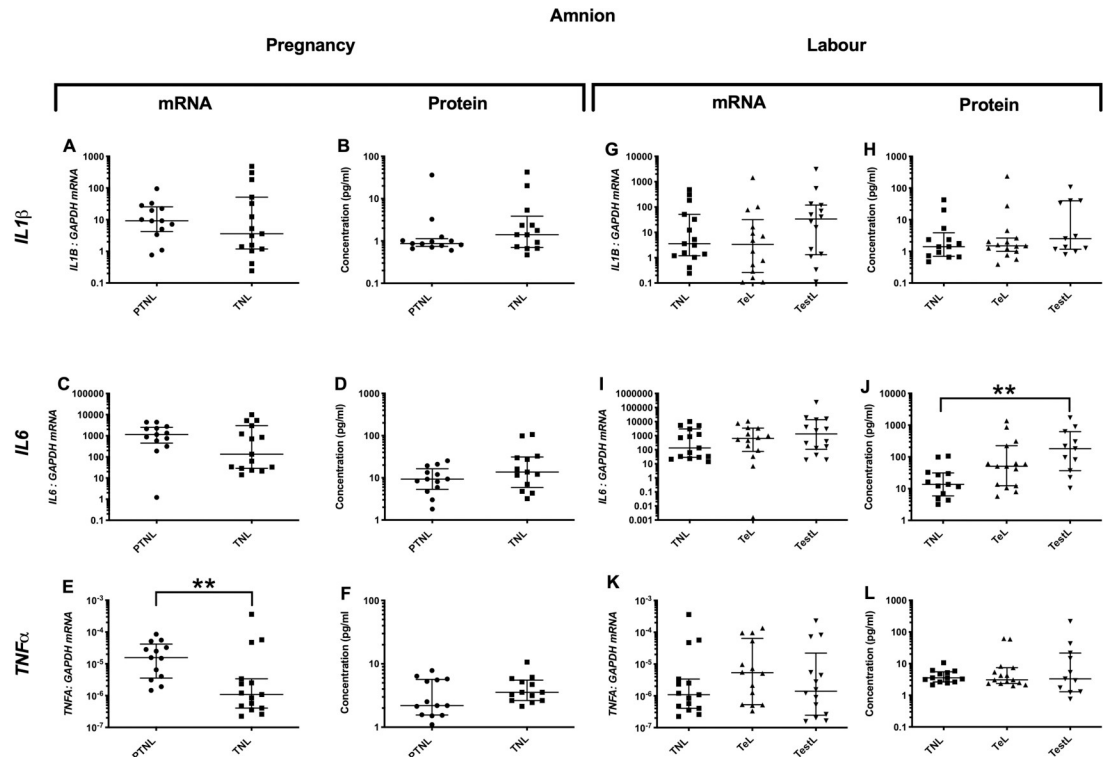 Amnion
Pregnancy
Labour
mRNA
Protein
mRNA
Protein
IL1β
A
IL1B : GAPDH mRNA
1000
100
10
1
0.1
PTNL
TNL
B
Concentration (pg/ml)
100
10
1
0.1
PTNL
TNL
G
IL1B : GAPDH mRNA
10000
1000
100
10
1
0.1
TNL
TeL
TestL
H
Concentration (pg/ml)
1000
100
10
1
0.1
TNL
TeL
TestL
IL6
C
IL6 : GAPDH mRNA
100000
10000
1000
100
10
1
0.1
PTNL
TNL
D
Concentration (pg/ml)
1000
100
10
1
PTNL
TNL
I
IL6 : GAPDH mRNA
1000000
100000
10000
1000
100
10
1
0.1
0.01
0.001
TNL
TeL
TestL
J
**
Concentration (pg/ml)
10000
1000
100
10
1
TNL
TeL
TestL
TNFα
E
**
TNFA: GAPDH mRNA
10-3
10-4
10-5
10-6
10-7
PTNL
TNL
F
Concentration (pg/ml)
100
10
1
PTNL
TNL
K
TNFA: GAPDH mRNA
10-3
10-4
10-5
10-6
10-7
TNL
TeL
TestL
L
Concentration (pg/ml)
1000
100
10
1
0.1
TNL
TeL
TestL